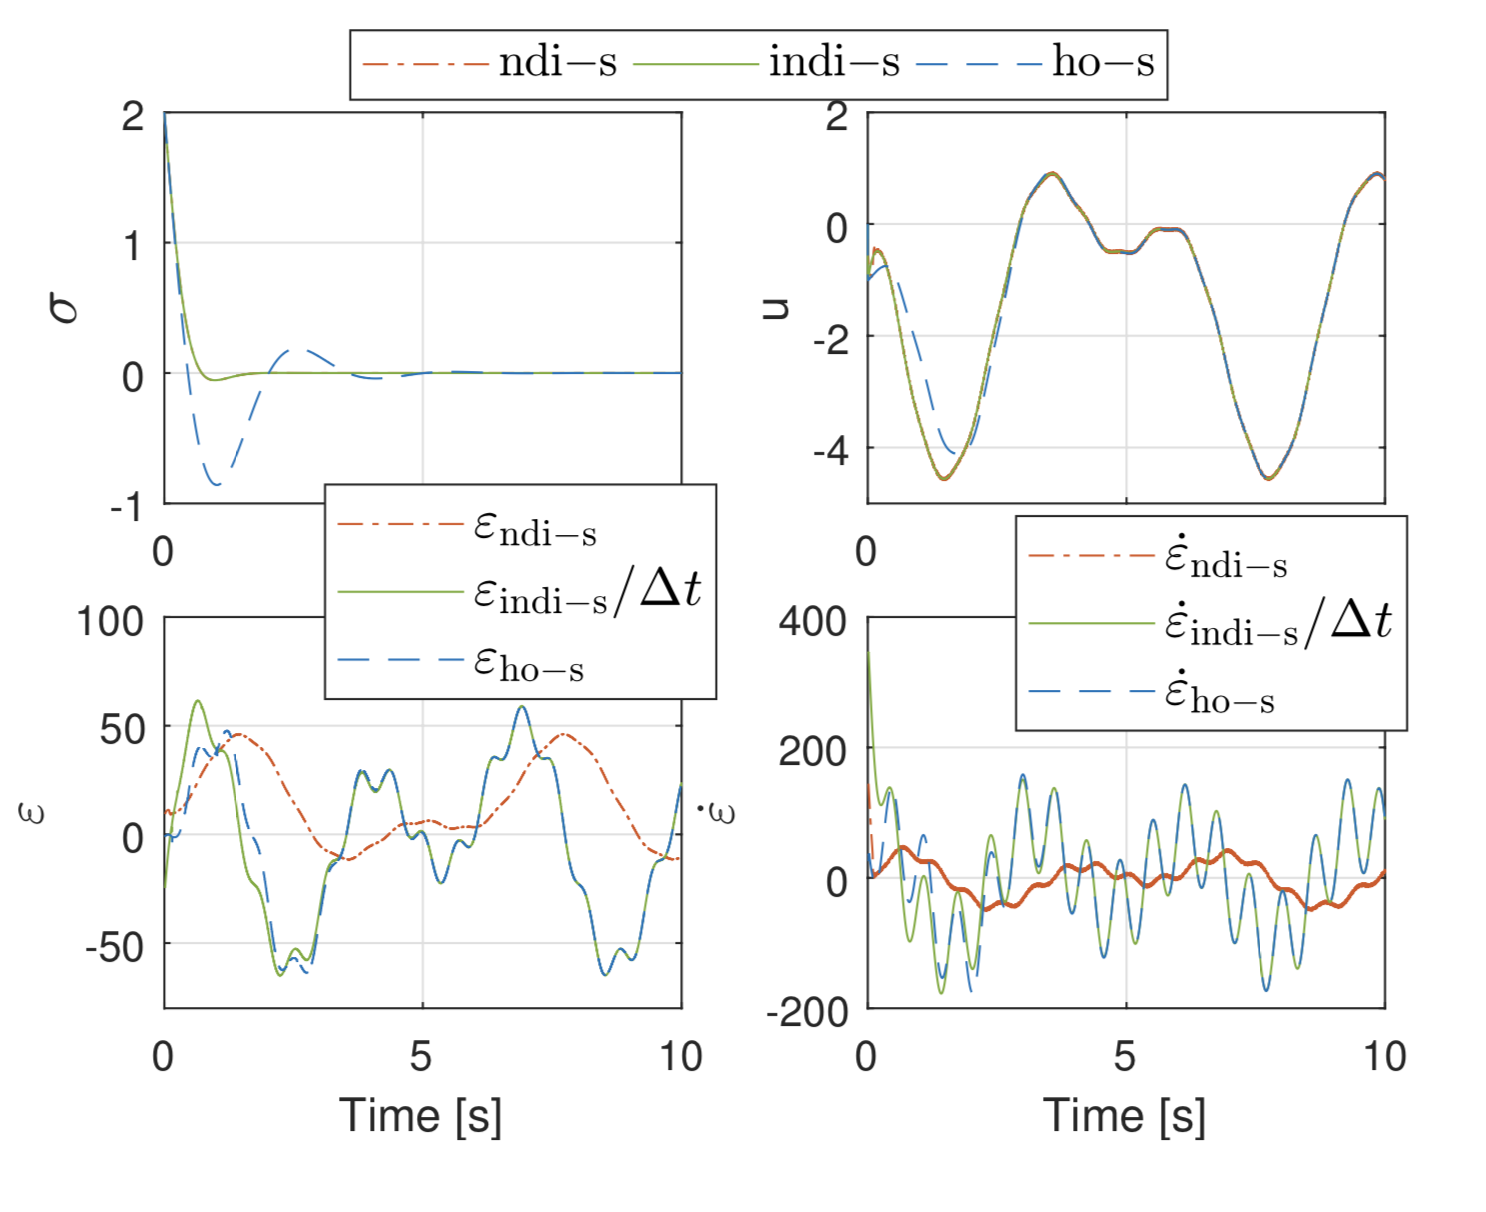 ndi−s indi−s ho−s
2
1
0
-1
σ
0
2
0
-2
-4
u
0
ε_ndi−s
ε_indi−s/Δt
ε_ho−s
ε̇_ndi−s
ε̇_indi−s/Δt
ε̇_ho−s
100
50
0
-50
ε
0 5 10
Time [s]
400
200
0
-200
ε̇
0 5 10
Time [s]